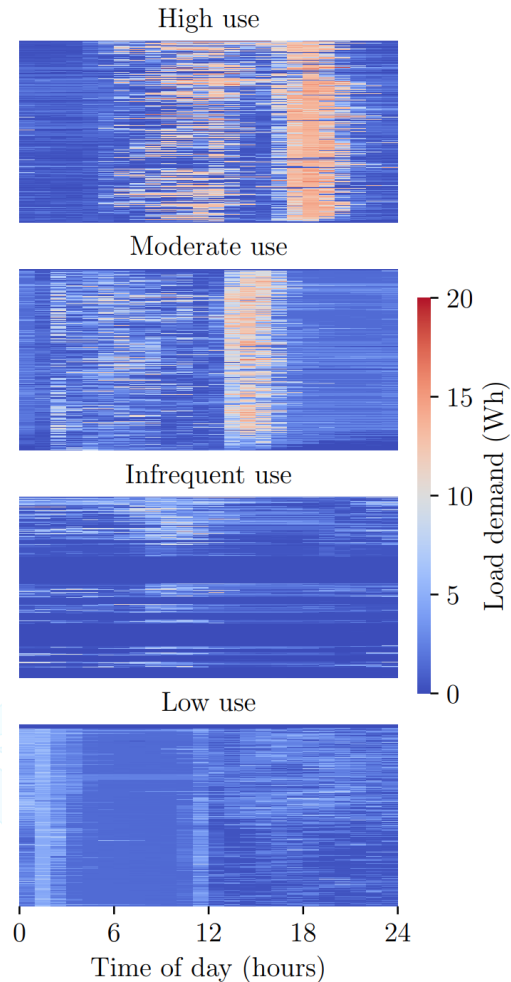 High use
Moderate use
20
15
10
5
0
Load demand (Wh)
Infrequent use
Low use
0 6 12 18 24
Time of day (hours)